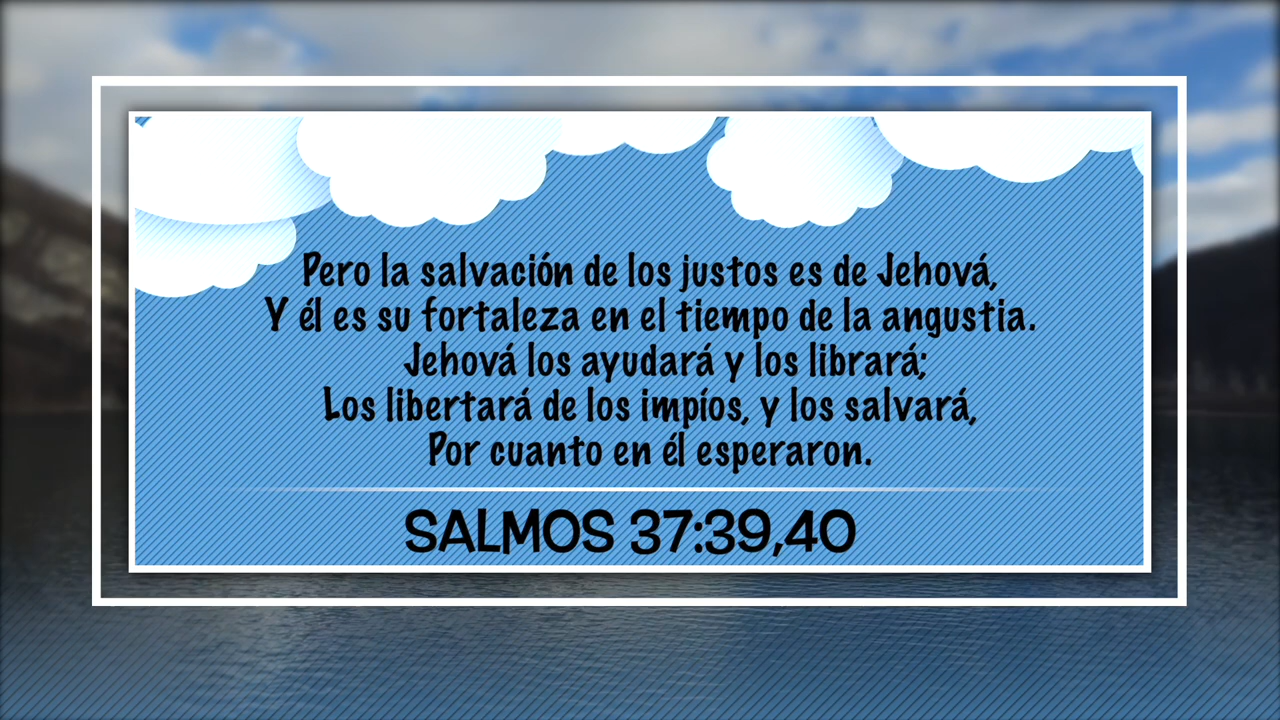 Pero la salvación de los justos es de Jehová,
Y él es su fortaleza en el tiempo de la angustia.
Jehová los ayudará y los librará;
Los libertará de los impíos, y los salvará,
Por cuanto en él esperaron.
SALMOS 37:39,40